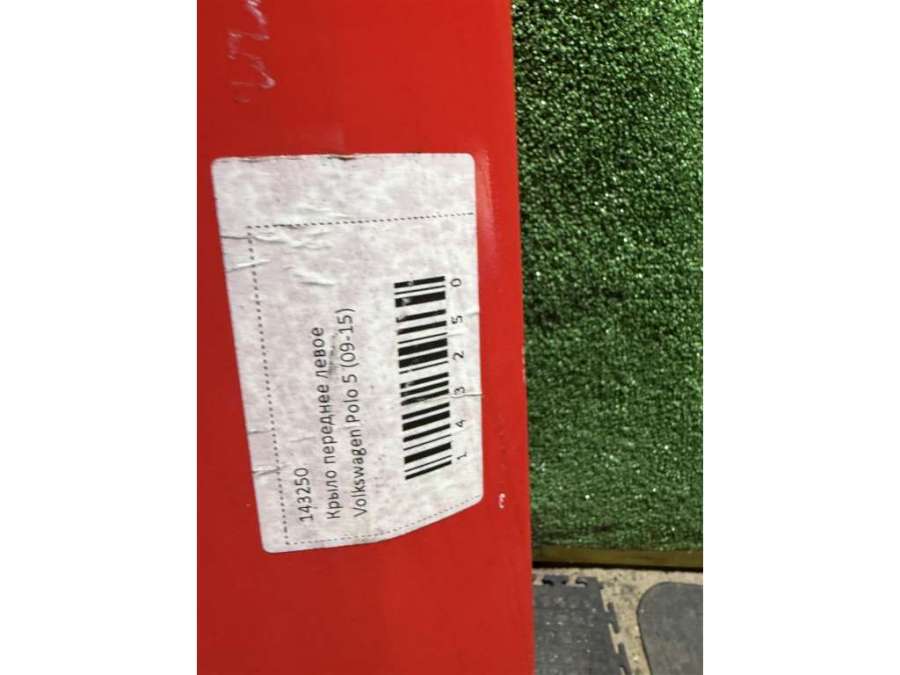 143250
Крыло переднее левое
Volkswagen Polo 5 (09-15)
1 4 3 2 5 0